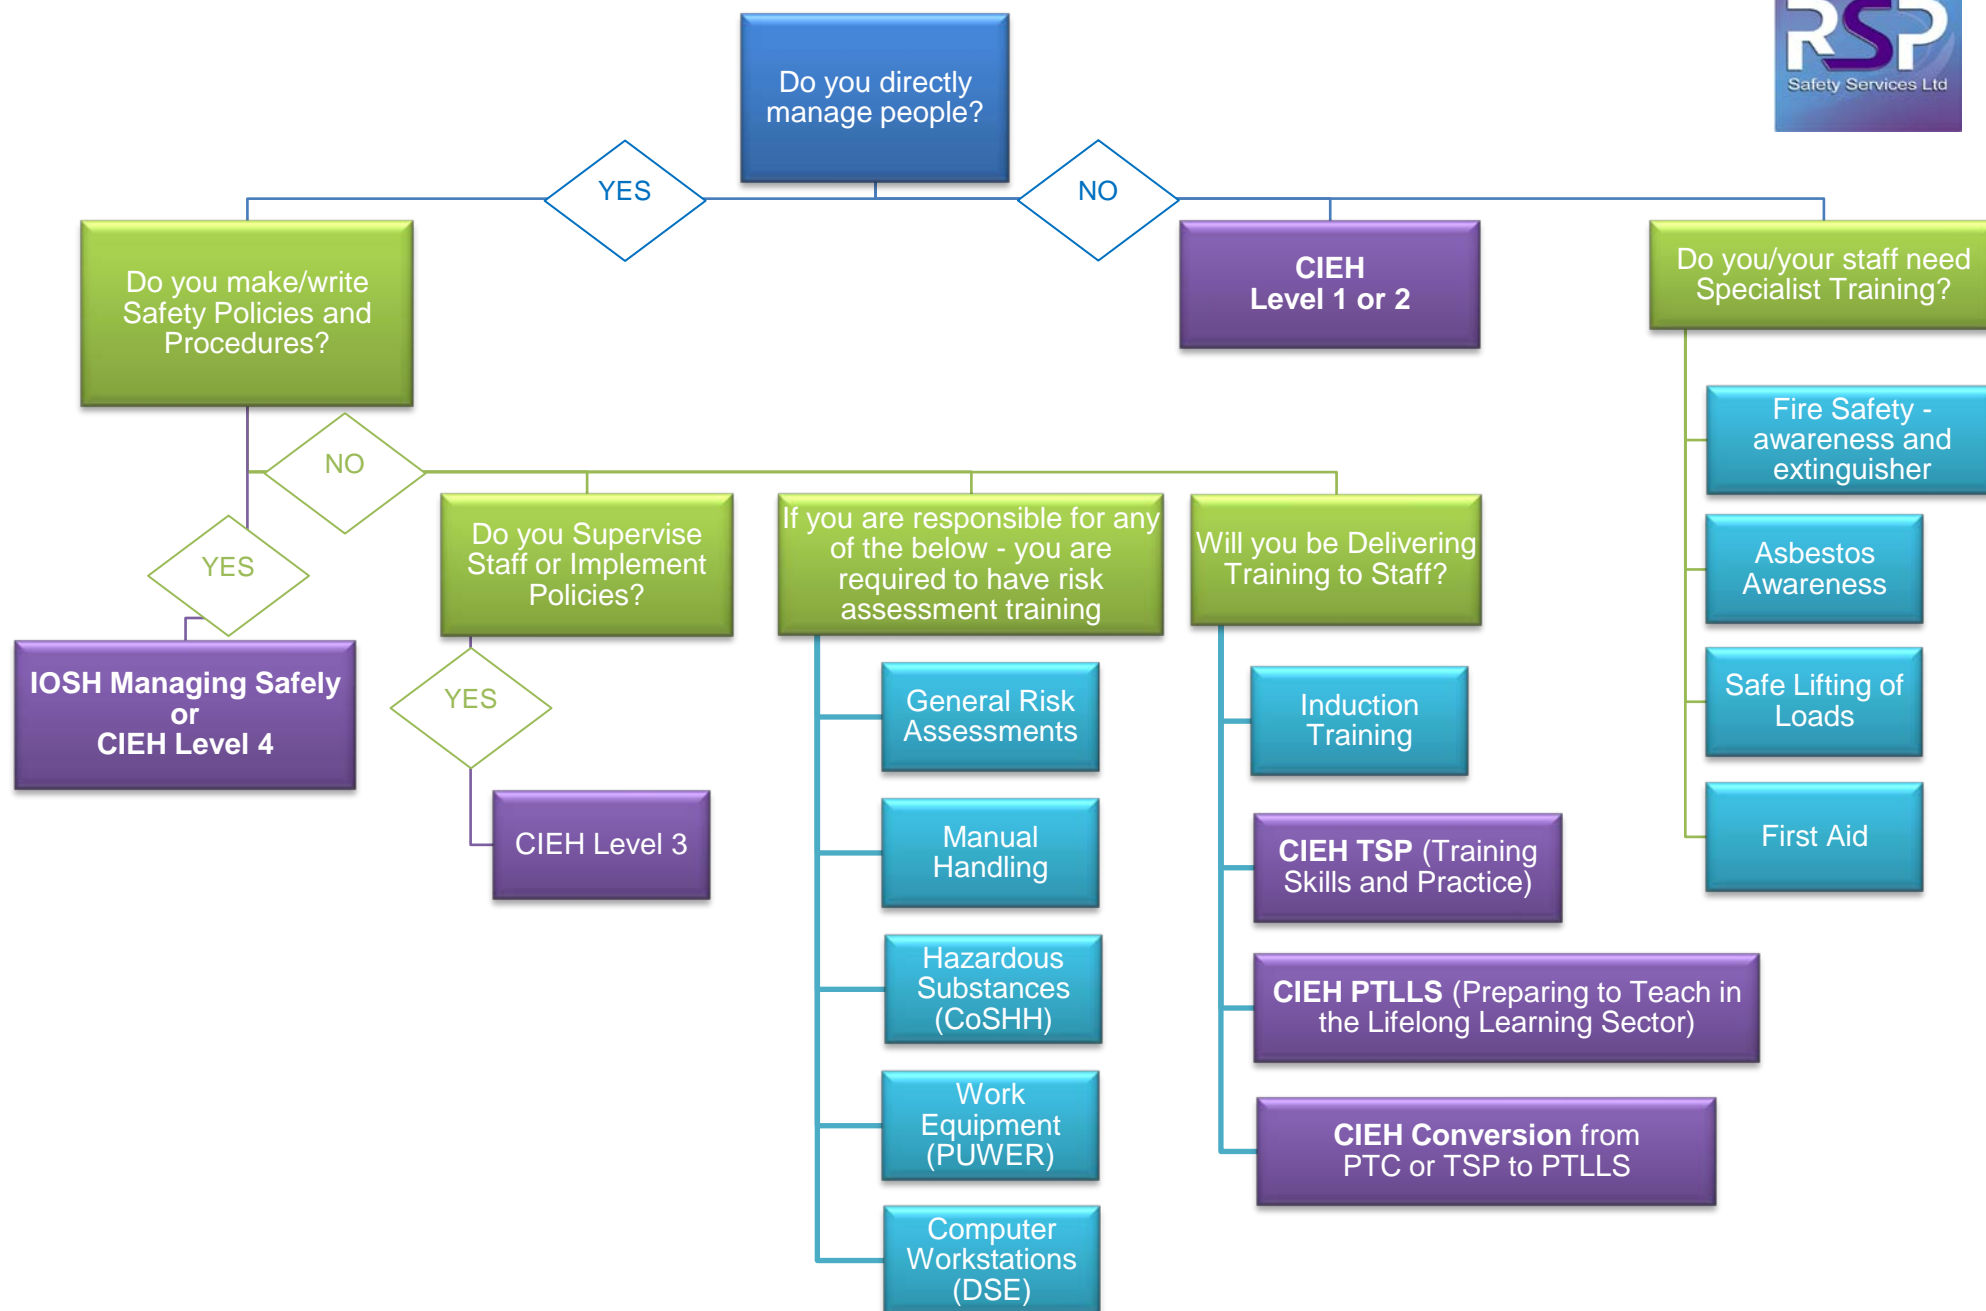 RSP
Safety Services Ltd
Do you directly
manage people?
YES
NO
Do you make/write
Safety Policies and
Procedures?
CIEH
Level 1 or 2
Do you/your staff need
Specialist Training?
NO
YES
IOSH Managing Safely
or
CIEH Level 4
Do you Supervise
Staff or Implement
Policies?
YES
CIEH Level 3
If you are responsible for any
of the below - you are
required to have risk
assessment training
General Risk
Assessments
Manual
Handling
Hazardous
Substances
(CoSHH)
Work
Equipment
(PUWER)
Computer
Workstations
(DSE)
Will you be Delivering
Training to Staff?
Induction
Training
CIEH TSP (Training
Skills and Practice)
CIEH PTLLS (Preparing to Teach in
the Lifelong Learning Sector)
CIEH Conversion from
PTC or TSP to PTLLS
Fire Safety -
awareness and
extinguisher
Asbestos
Awareness
Safe Lifting of
Loads
First Aid